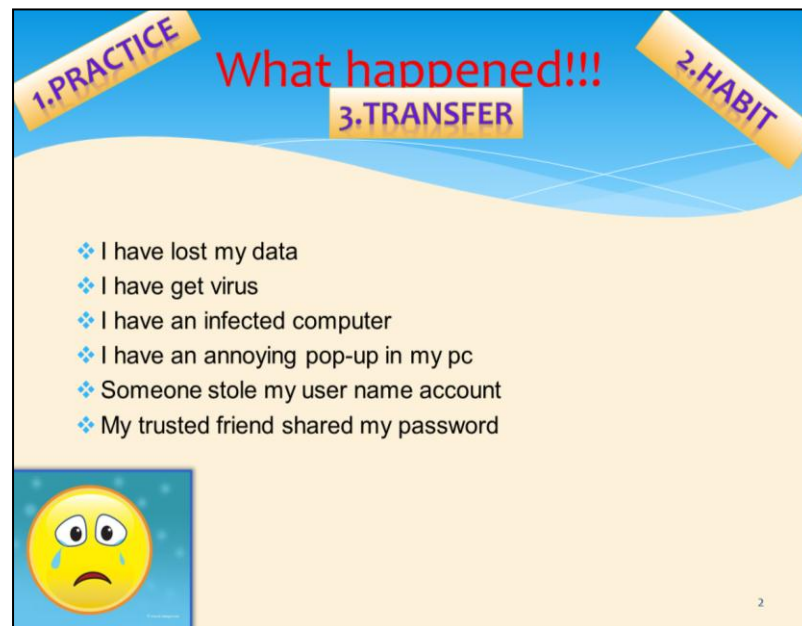 1.PRACTICE
What happened!!!
2.HABIT
3.TRANSFER
❖ I have lost my data
❖ I have get virus
❖ I have an infected computer
❖ I have an annoying pop-up in my pc
❖ Someone stole my user name account
❖ My trusted friend shared my password
2